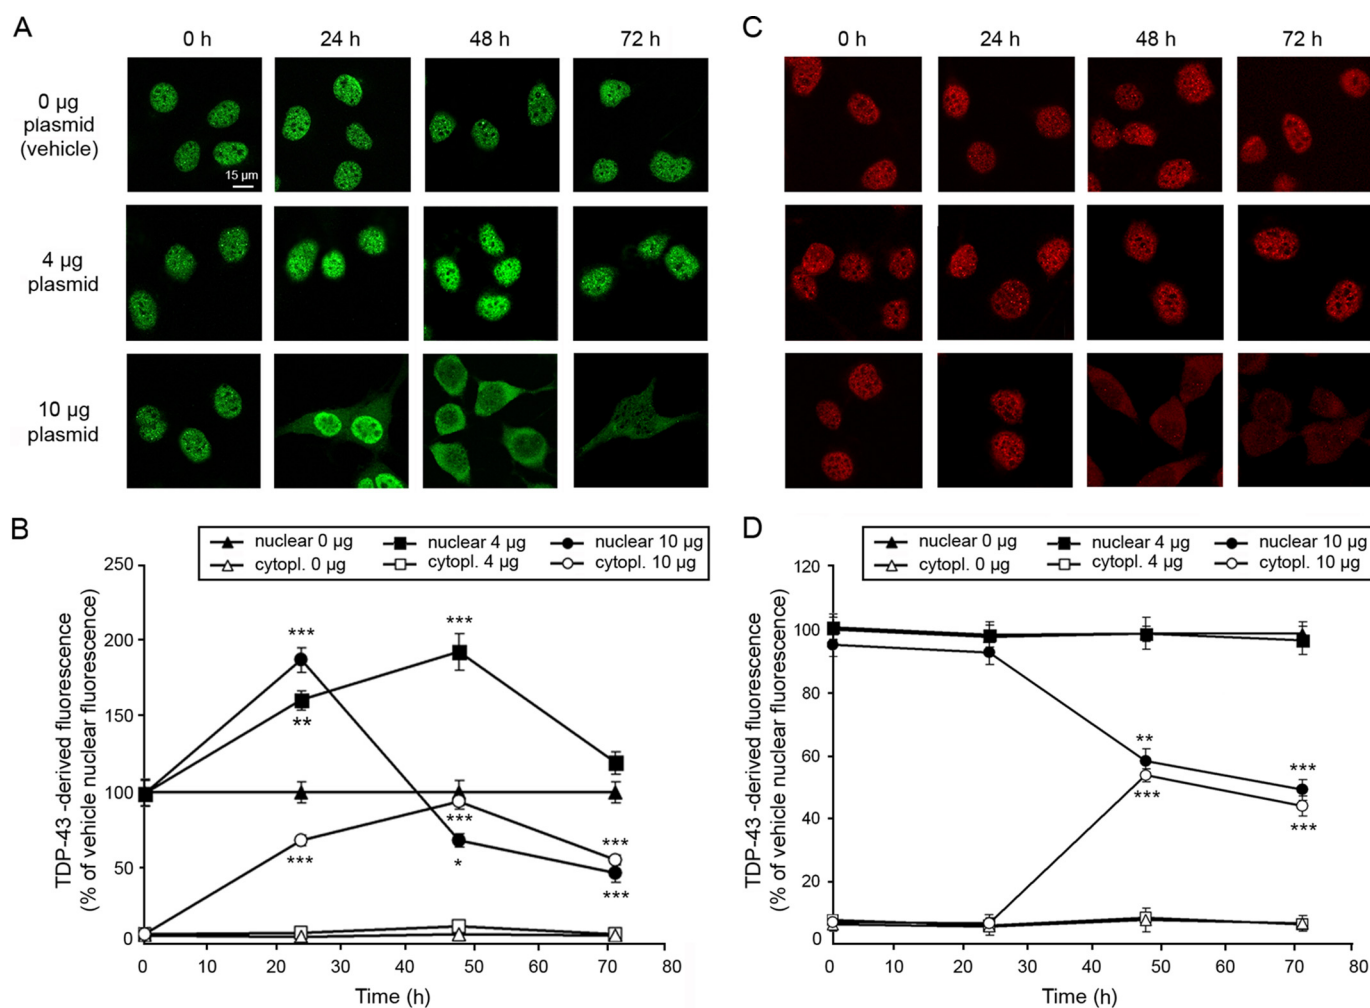 A
0 h 24 h 48 h 72 h
0 µg
plasmid
(vehicle)
15 µm
4 µg
plasmid
10 µg
plasmid
C
0 h 24 h 48 h 72 h
B
nuclear 0 µg nuclear 4 µg nuclear 10 µg
cytopl. 0 µg cytopl. 4 µg cytopl. 10 µg
TDP-43 -derived fluorescence
(% of vehicle nuclear fluorescence)
250
200
150
100
50
0
*** ***
**
*** *** ***
* ***
0 10 20 30 40 50 60 70 80
Time (h)
D
nuclear 0 µg nuclear 4 µg nuclear 10 µg
cytopl. 0 µg cytopl. 4 µg cytopl. 10 µg
TDP-43 -derived fluorescence
(% of vehicle nuclear fluorescence)
120
100
80
60
40
20
0
** ***
*** ***
0 10 20 30 40 50 60 70 80
Time (h)